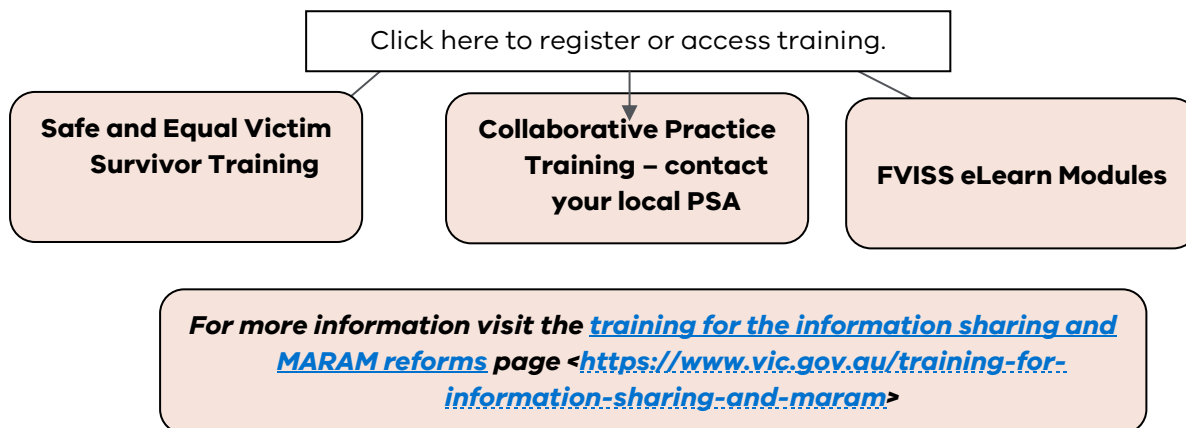 Click here to register or access training.
Safe and Equal Victim
Survivor Training
Collaborative Practice
Training – contact
your local PSA
FVISS eLearn Modules
For more information visit the training for the information sharing and
MARAM reforms page <https://www.vic.gov.au/training-for-
information-sharing-and-maram>